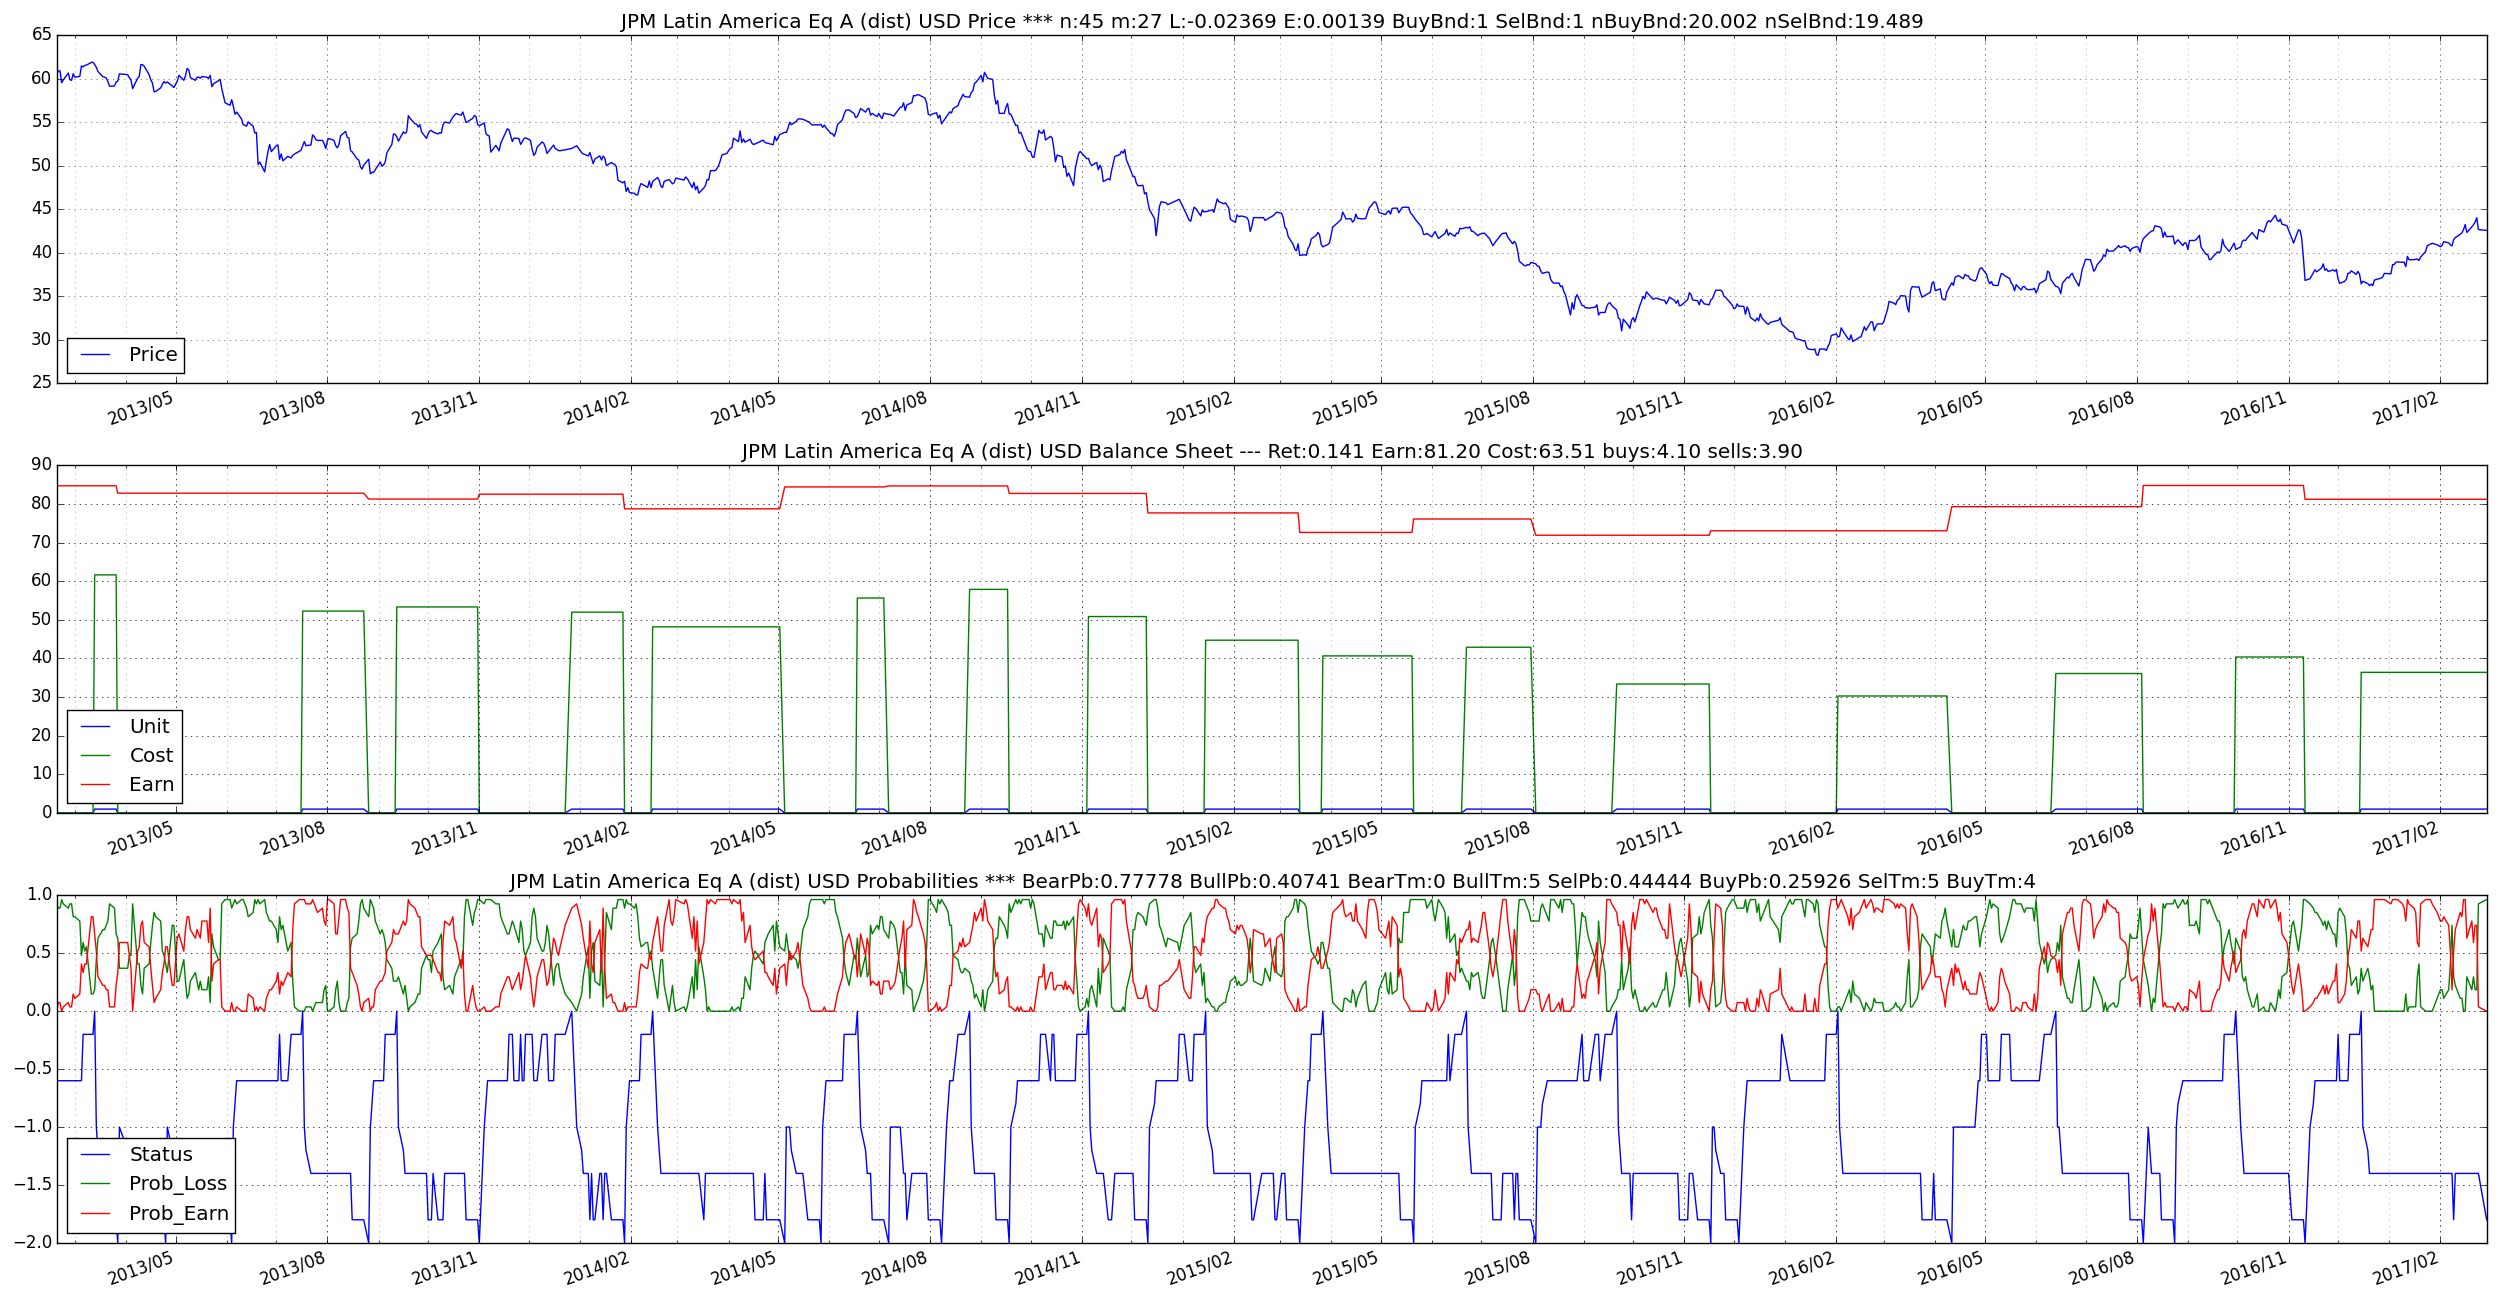 JPM Latin America Eq A (dist) USD Price *** n:45 m:27 L:-0.02369 E:0.00139 BuyBnd:1 SelBnd:1 nBuyBnd:20.002 nSelBnd:19.489
65
60
55
50
45
40
35
30
25
Price
2013/05 2013/08 2013/11 2014/02 2014/05 2014/08 2014/11 2015/02 2015/05 2015/08 2015/11 2016/02 2016/05 2016/08 2016/11 2017/02
JPM Latin America Eq A (dist) USD Balance Sheet --- Ret:0.141 Earn:81.20 Cost:63.51 buys:4.10 sells:3.90
90
80
70
60
50
40
30
20
10
0
Unit
Cost
Earn
2013/05 2013/08 2013/11 2014/02 2014/05 2014/08 2014/11 2015/02 2015/05 2015/08 2015/11 2016/02 2016/05 2016/08 2016/11 2017/02
JPM Latin America Eq A (dist) USD Probabilities *** BearPb:0.77778 BullPb:0.40741 BearTm:0 BullTm:5 SelPb:0.44444 BuyPb:0.25926 SelTm:5 BuyTm:4
1.0
0.5
0.0
−0.5
−1.0
−1.5
−2.0
Status
Prob_Loss
Prob_Earn
2013/05 2013/08 2013/11 2014/02 2014/05 2014/08 2014/11 2015/02 2015/05 2015/08 2015/11 2016/02 2016/05 2016/08 2016/11 2017/02